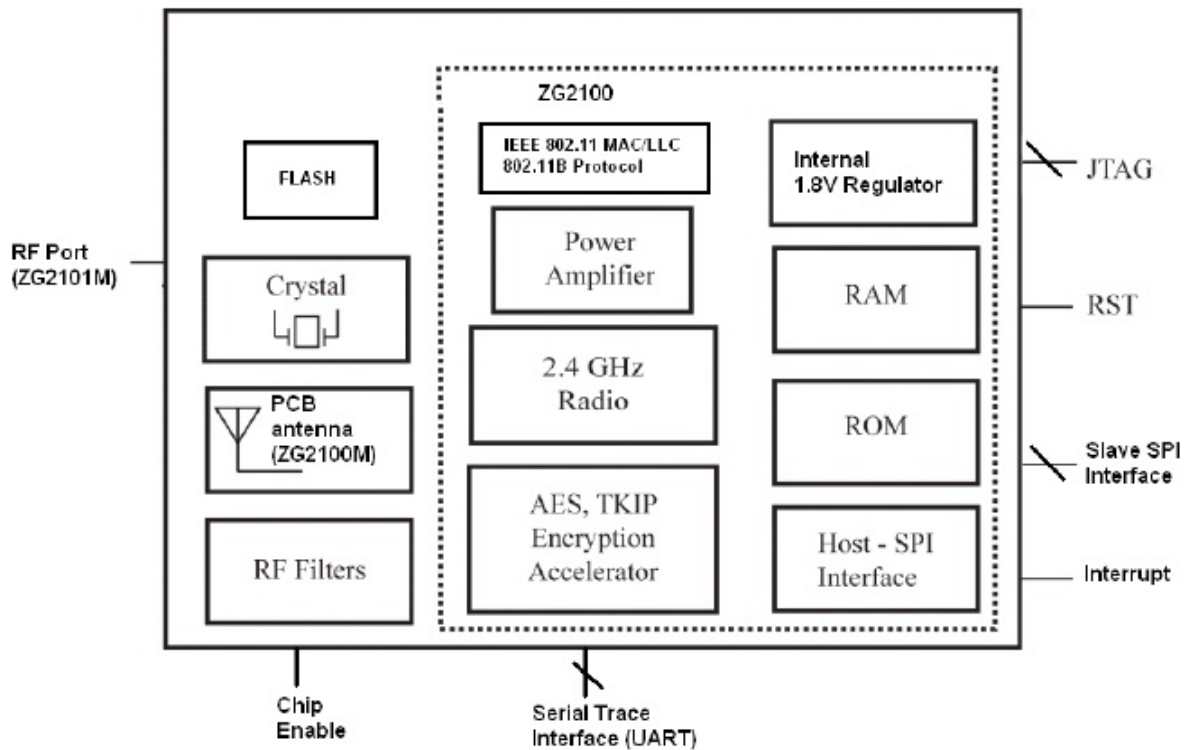 ZG2100
IEEE 802.11 MAC/LLC
802.11B Protocol
Internal
1.8V Regulator
FLASH
JTAG
RF Port
(ZG2101M)
Power
Amplifier
Crystal
RAM
RST
2.4 GHz
Radio
PCB
antenna
(ZG2100M)
ROM
Slave SPI
Interface
AES, TKIP
Encryption
Accelerator
RF Filters
Host - SPI
Interface
Interrupt
Chip
Enable
Serial Trace
Interface (UART)